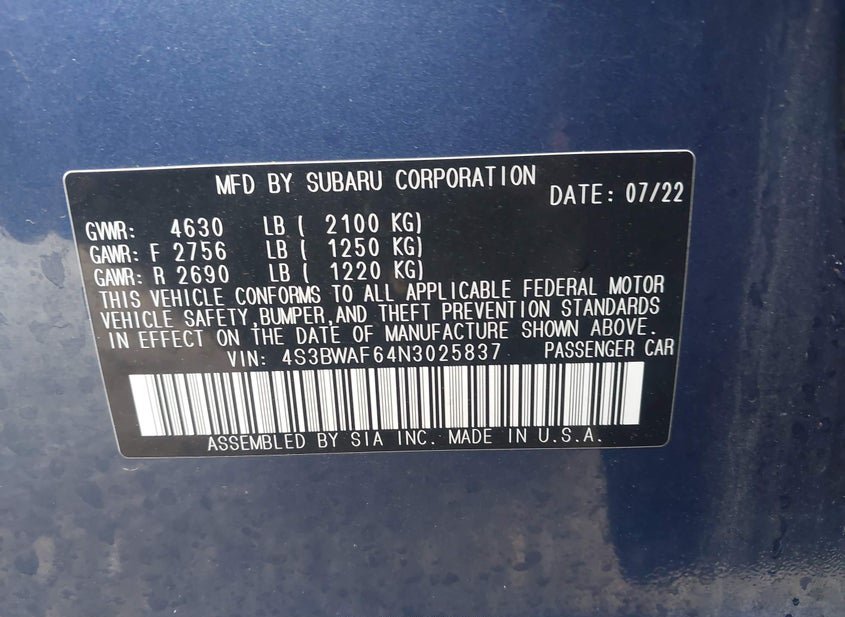 MFD BY SUBARU CORPORATION DATE: 07/22
GVWR: 4630 LB ( 2100 KG)
GAWR: F 2756 LB ( 1250 KG)
GAWR: R 2690 LB ( 1220 KG)
THIS VEHICLE CONFORMS TO ALL APPLICABLE FEDERAL MOTOR
VEHICLE SAFETY,BUMPER,AND THEFT PREVENTION STANDARDS
IN EFFECT ON THE DATE OF MANUFACTURE SHOWN ABOVE.
VIN: 4S3BWAF64N3025837 PASSENGER CAR
ASSEMBLED BY SIA INC. MADE IN U.S.A.